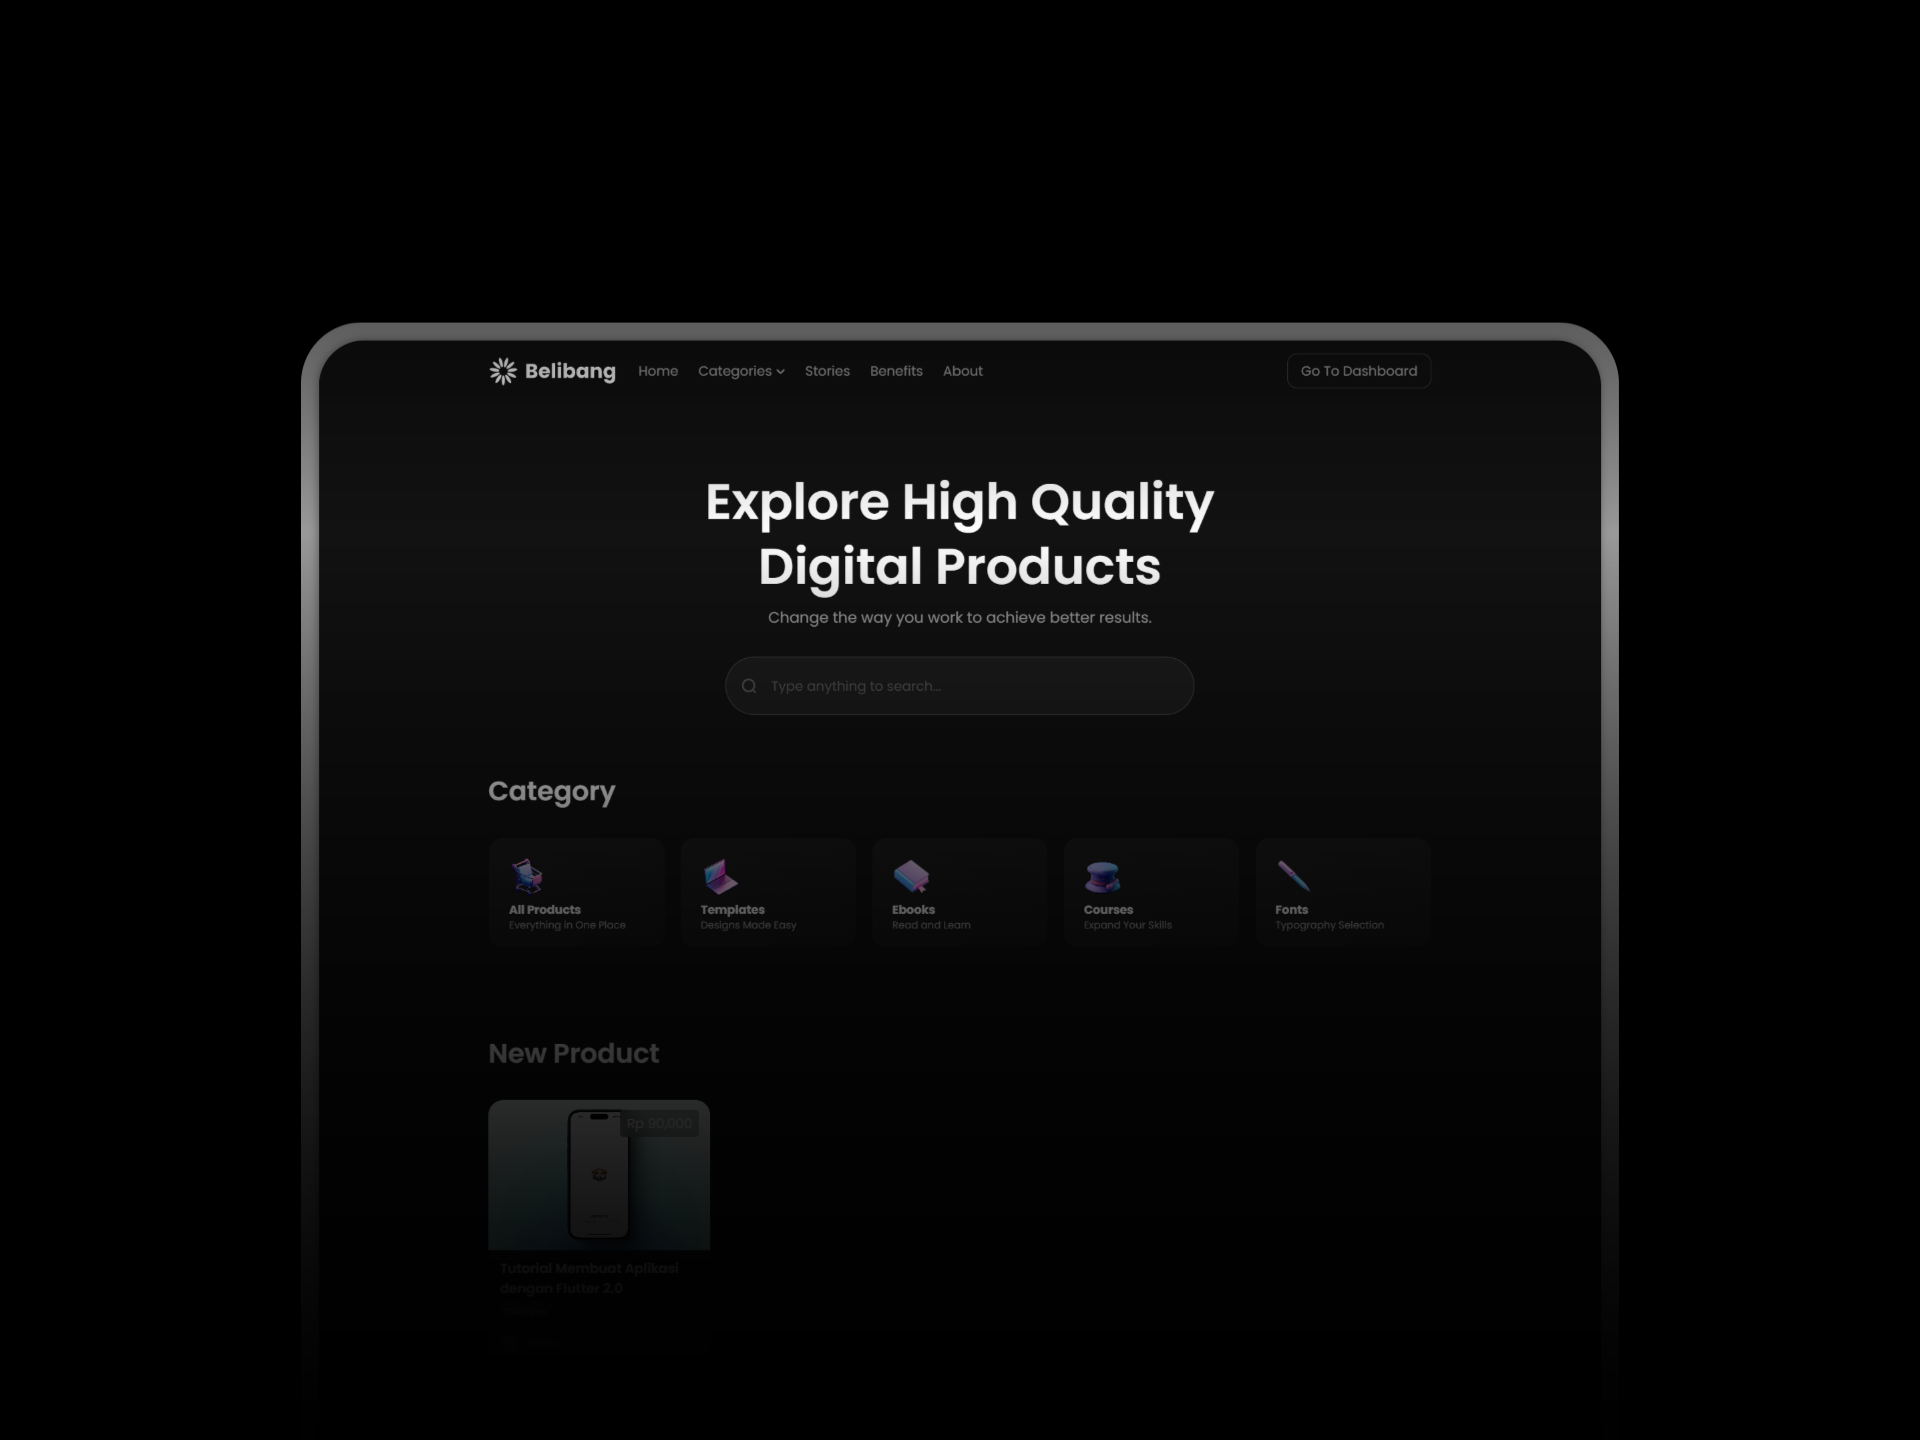 Belibang
Home
Categories
Stories
Benefits
About
Go To Dashboard
Explore High Quality
Digital Products
Change the way you work to achieve better results.
Type anything to search...
Category
All Products
Everything in One Place
Templates
Designs Made Easy
Ebooks
Read and Learn
Courses
Expand Your Skills
Fonts
Typography Selection
New Product
Rp 90,000
Tutorial Membuat Aplikasi
dengan Flutter 2.0